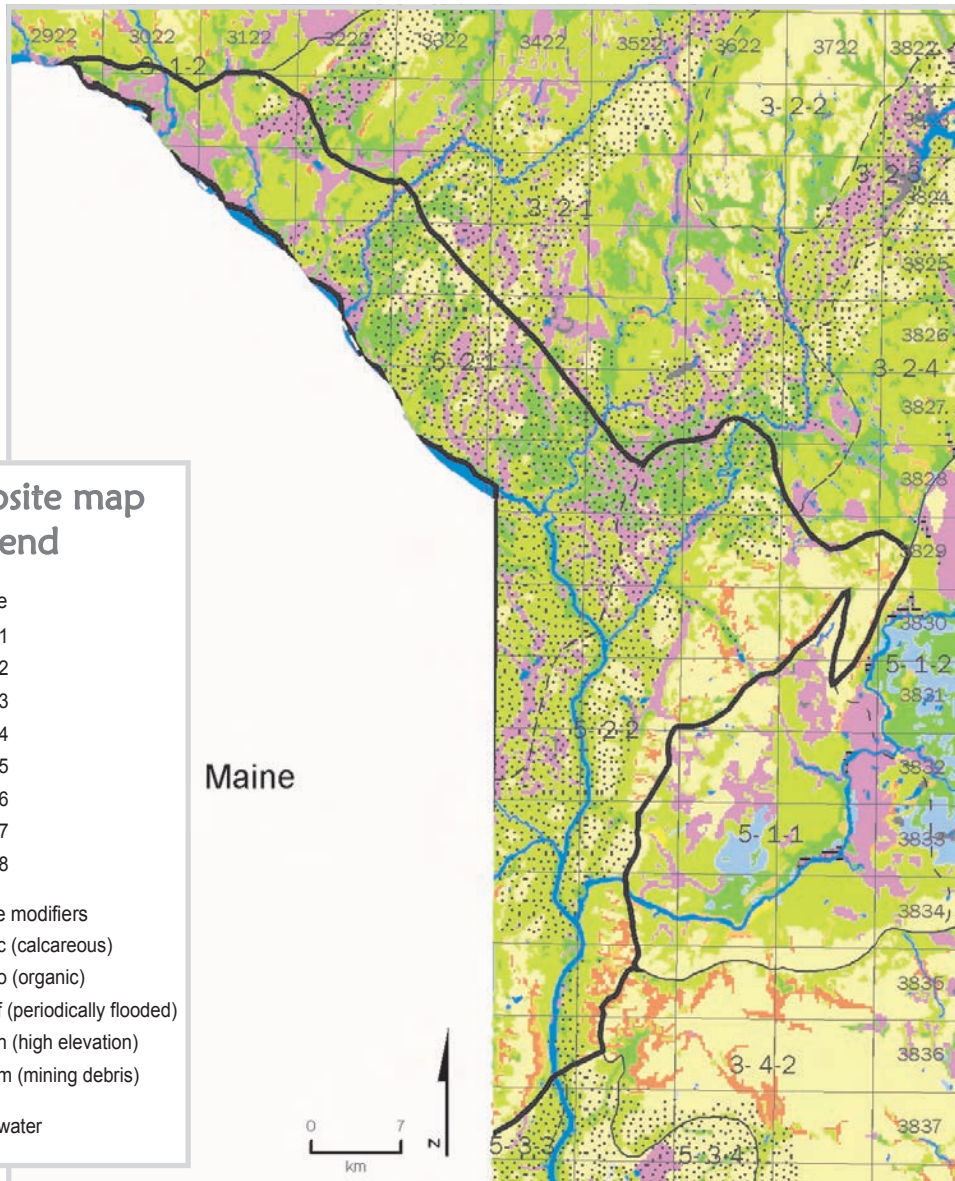 2922 3022 3122 3222 3322 3422 3522 3622 3722 3822
3-1-2
3-2-2
3-2-3
3824
3-2-1
3825
3826
5-2-1
3-2-4
3827
3828
3829
3830
5-1-2
3831
5-2-2
3832
5-1-1
3833
3834
3835
3836
3-4-2
3837
5-3-3
5-3-4
Maine
0 7
km
N
osite map
end
e
1
2
3
4
5
6
7
8
e modifiers
c (calcareous)
o (organic)
f (periodically flooded)
h (high elevation)
m (mining debris)
water